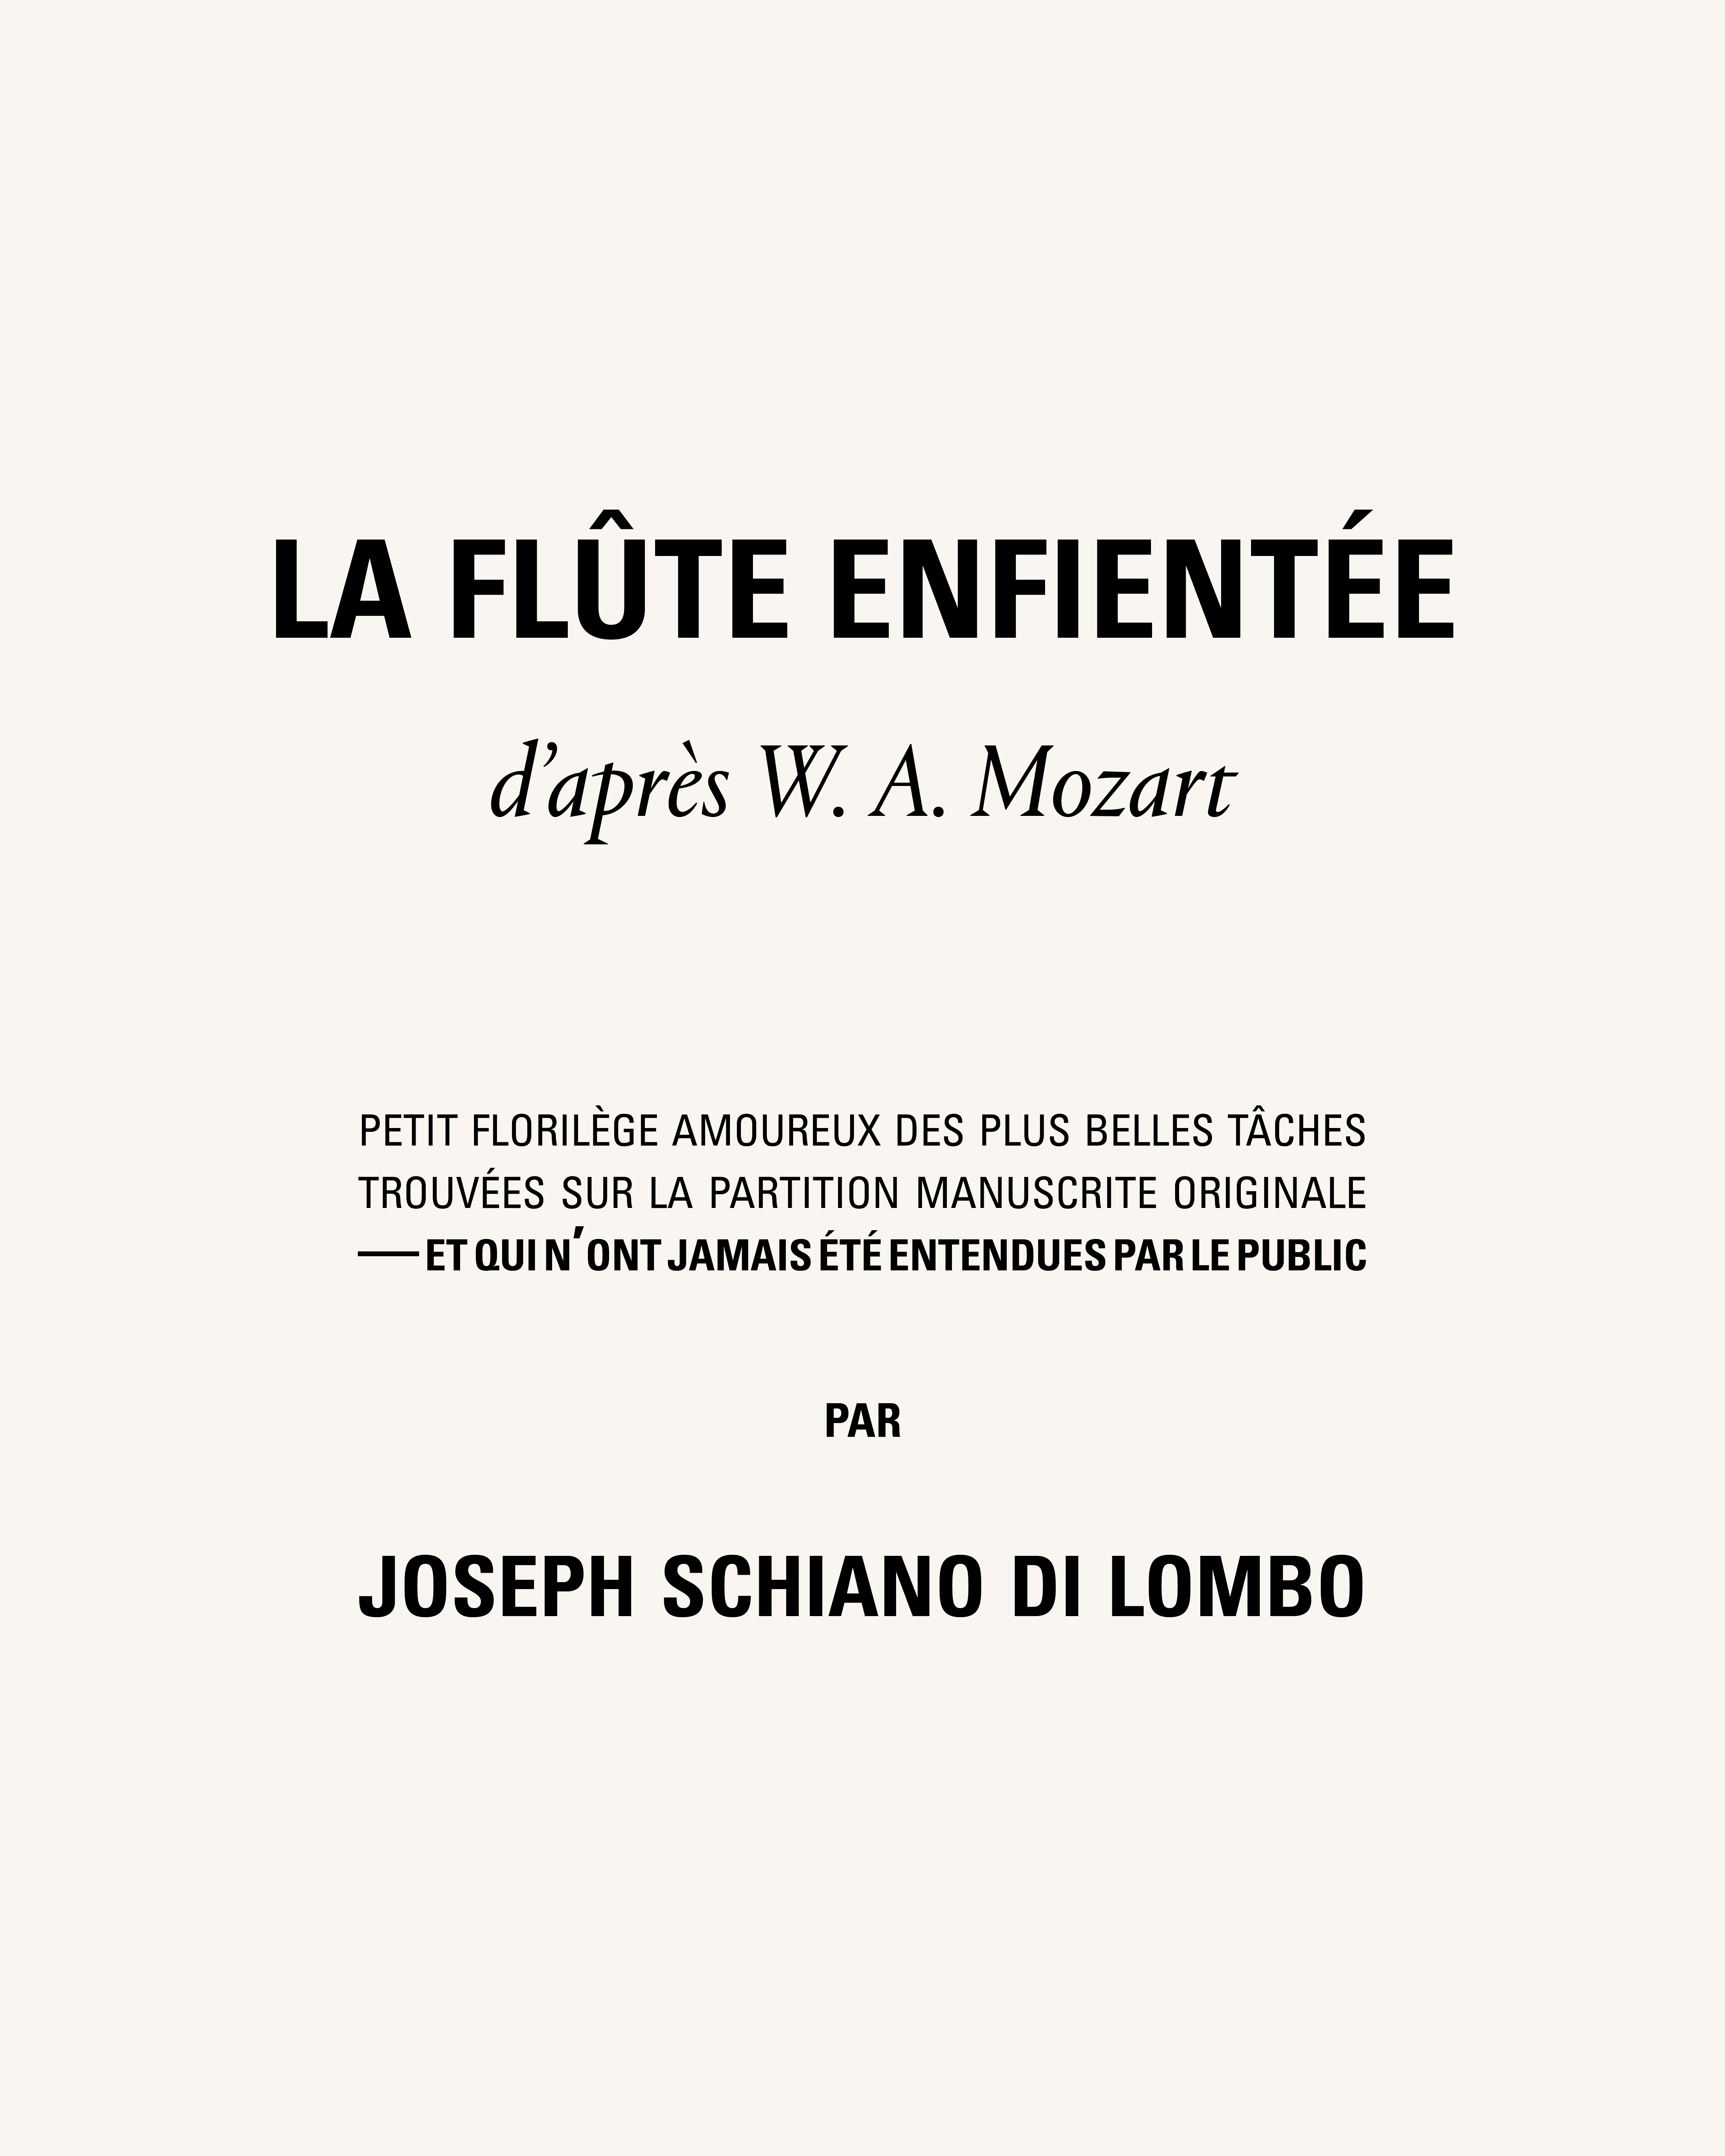 LA FLÛTE ENFIENTÉE
d’après W. A. Mozart
PETIT FLORILÈGE AMOUREUX DES PLUS BELLES TÂCHES
TROUVÉES SUR LA PARTITION MANUSCRITE ORIGINALE
— ET QUI N'ONT JAMAIS ÉTÉ ENTENDUES PAR LE PUBLIC
PAR
JOSEPH SCHIANO DI LOMBO